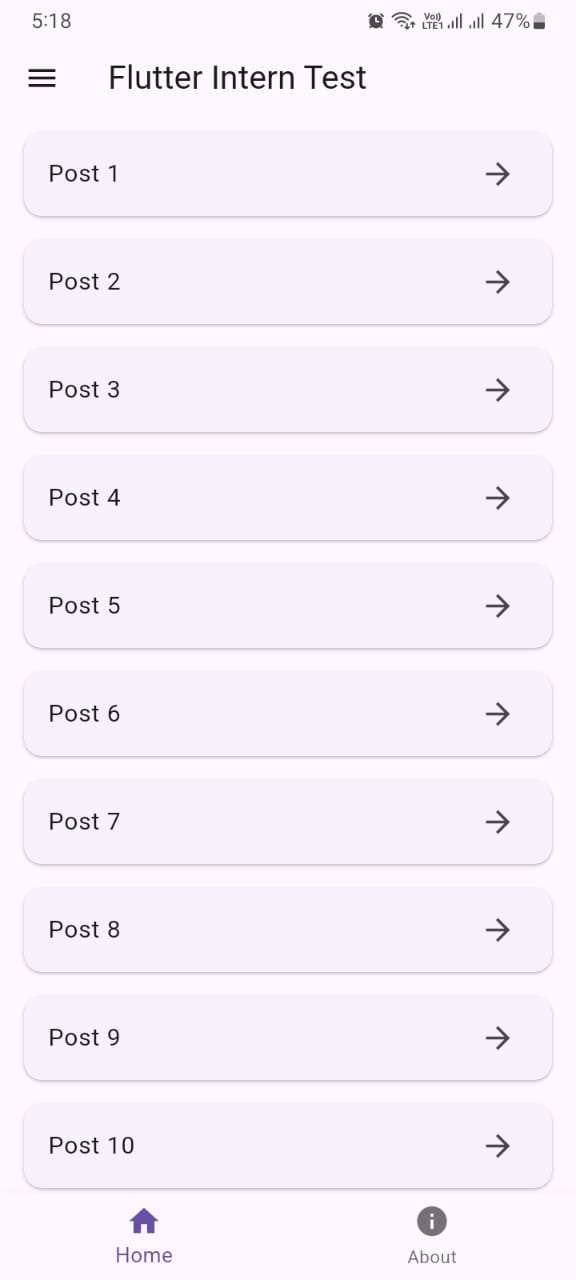 5:18
Vo)) LTE1 47%
Flutter Intern Test
Post 1
Post 2
Post 3
Post 4
Post 5
Post 6
Post 7
Post 8
Post 9
Post 10
Home
About